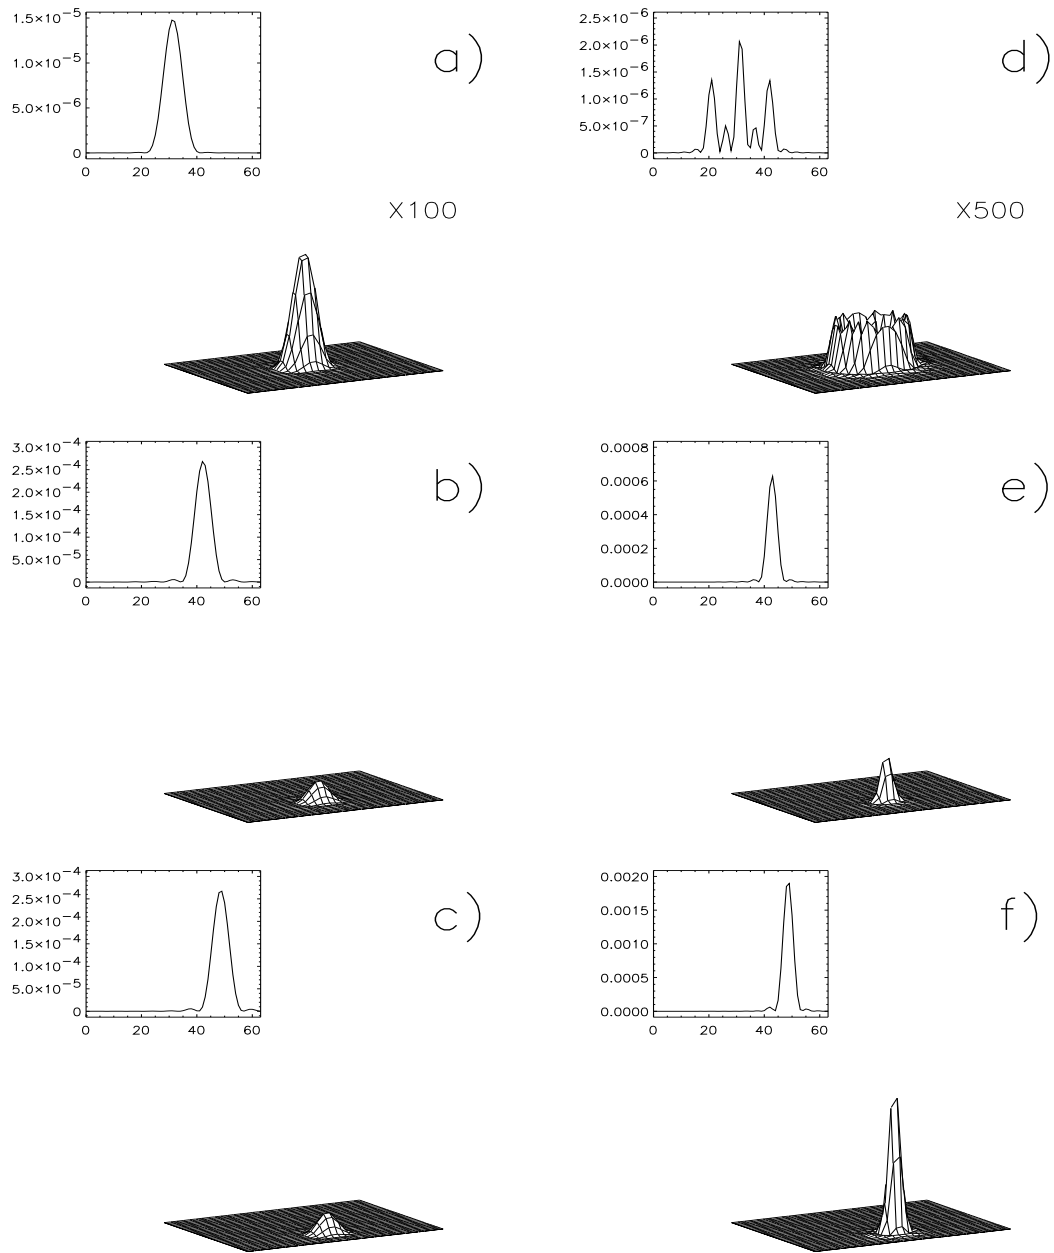 1.5×10⁻⁵
1.0×10⁻⁵
5.0×10⁻⁶
0
0 20 40 60
a)
X100
2.5×10⁻⁶
2.0×10⁻⁶
1.5×10⁻⁶
1.0×10⁻⁶
5.0×10⁻⁷
0
0 20 40 60
d)
X500
3.0×10⁻⁴
2.5×10⁻⁴
2.0×10⁻⁴
1.5×10⁻⁴
1.0×10⁻⁴
5.0×10⁻⁵
0
0 20 40 60
b)
0.0008
0.0006
0.0004
0.0002
0.0000
0 20 40 60
e)
3.0×10⁻⁴
2.5×10⁻⁴
2.0×10⁻⁴
1.5×10⁻⁴
1.0×10⁻⁴
5.0×10⁻⁵
0
0 20 40 60
c)
0.0020
0.0015
0.0010
0.0005
0.0000
0 20 40 60
f)